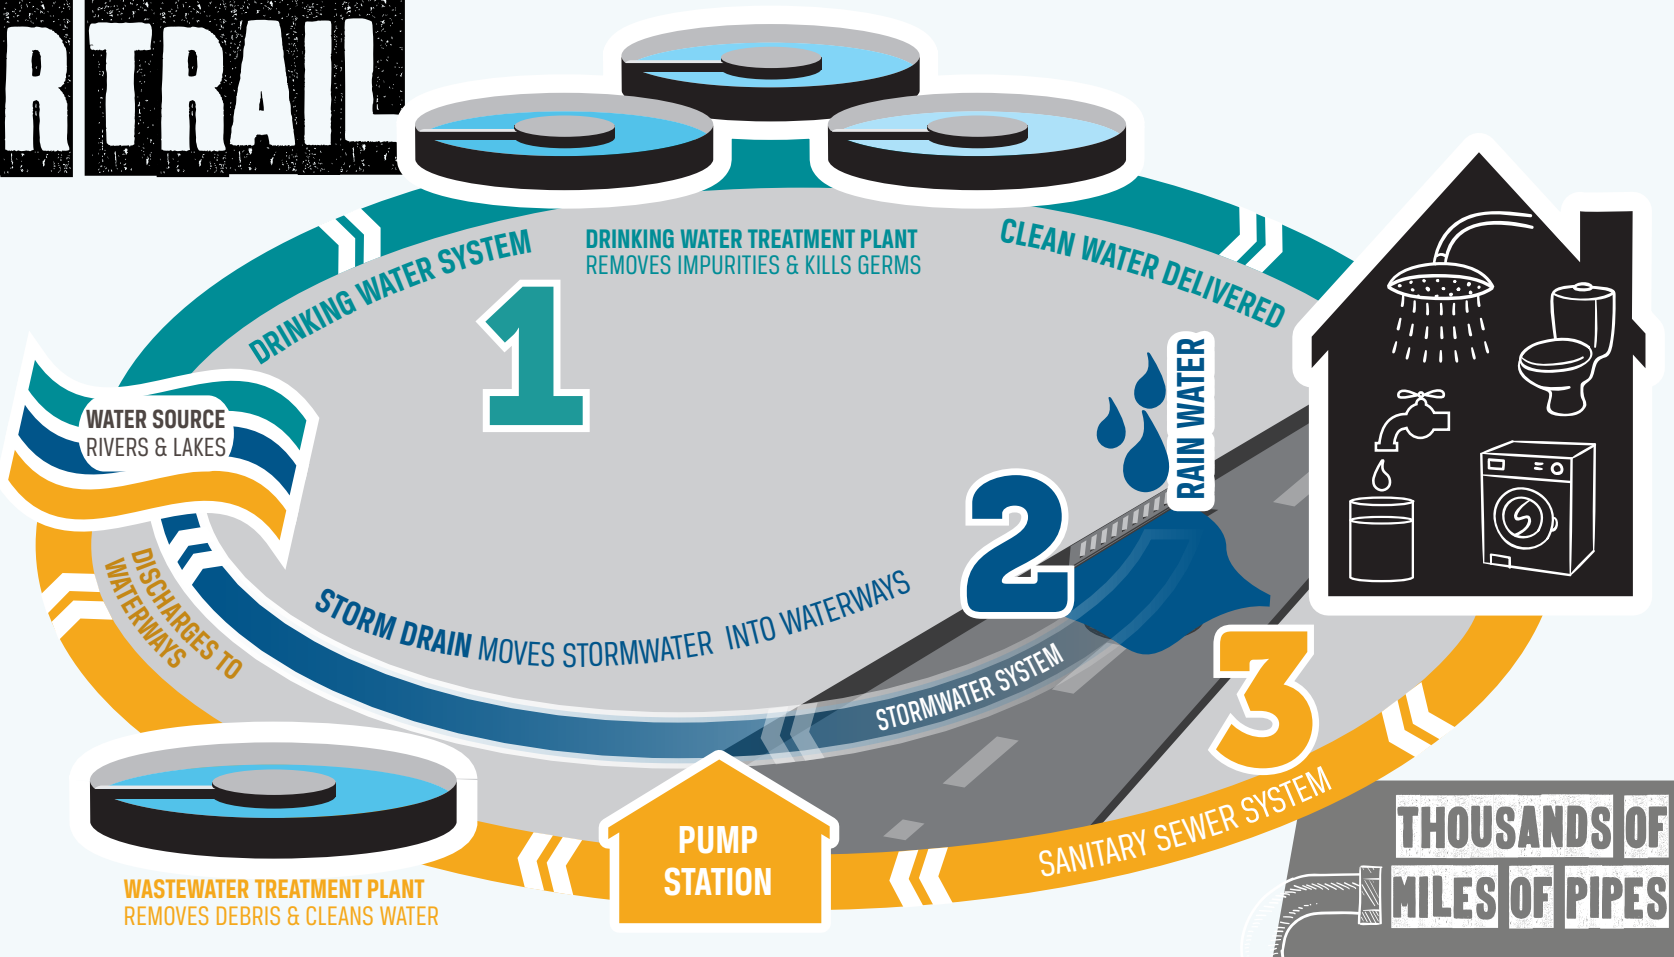 R TRAIL
DRINKING WATER SYSTEM
1
DRINKING WATER TREATMENT PLANT
REMOVES IMPURITIES & KILLS GERMS
CLEAN WATER DELIVERED
WATER SOURCE
RIVERS & LAKES
RAIN WATER
2
STORM DRAIN MOVES STORMWATER INTO WATERWAYS
STORMWATER SYSTEM
DISCHARGES TO
WATERWAYS
3
SANITARY SEWER SYSTEM
PUMP
STATION
WASTEWATER TREATMENT PLANT
REMOVES DEBRIS & CLEANS WATER
THOUSANDS OF
MILES OF PIPES